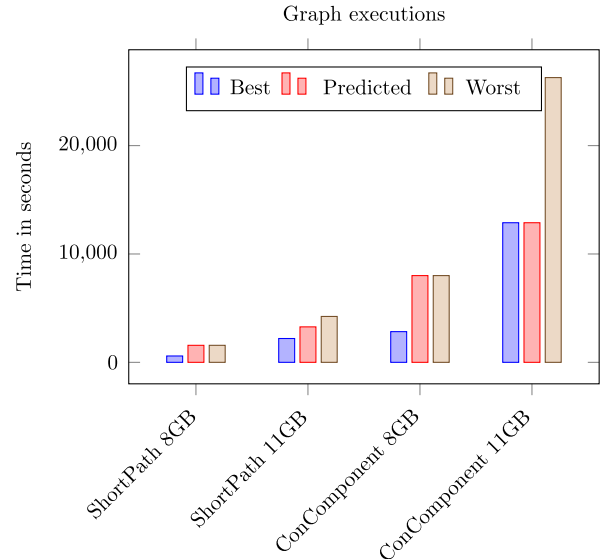 Graph executions
Best Predicted Worst
Time in seconds
20,000
10,000
0
ShortPath 8GB
ShortPath 11GB
ConComponent 8GB
ConComponent 11GB